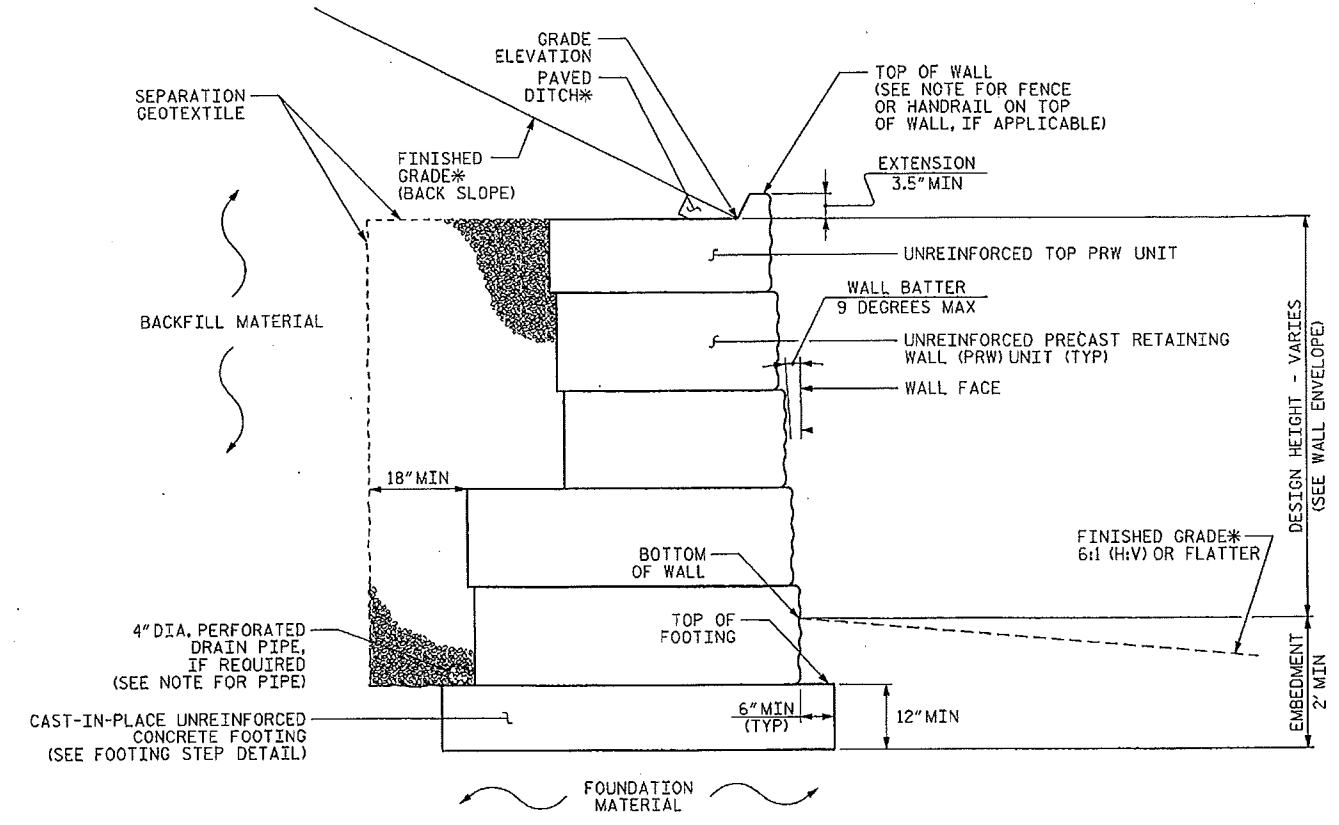 GRADE
ELEVATION
PAVED
DITCH*
TOP OF WALL
(SEE NOTE FOR FENCE
OR HANDRAIL ON TOP
OF WALL, IF APPLICABLE)
SEPARATION
GEOTEXTILE
FINISHED
GRADE*
(BACK SLOPE)
EXTENSION
3.5" MIN
UNREINFORCED TOP PRW UNIT
WALL BATTER
9 DEGREES MAX
BACKFILL MATERIAL
UNREINFORCED PRECAST RETAINING
WALL (PRW) UNIT (TYP)
WALL FACE
DESIGN HEIGHT - VARIES
(SEE WALL ENVELOPE)
18" MIN
FINISHED GRADE*
6:1 (H:V) OR FLATTER
BOTTOM
OF WALL
TOP OF
FOOTING
4" DIA. PERFORATED
DRAIN PIPE,
IF REQUIRED
(SEE NOTE FOR PIPE)
EMBEDMENT
2' MIN
CAST-IN-PLACE UNREINFORCED
CONCRETE FOOTING
(SEE FOOTING STEP DETAIL)
6" MIN
(TYP)
12" MIN
FOUNDATION
MATERIAL